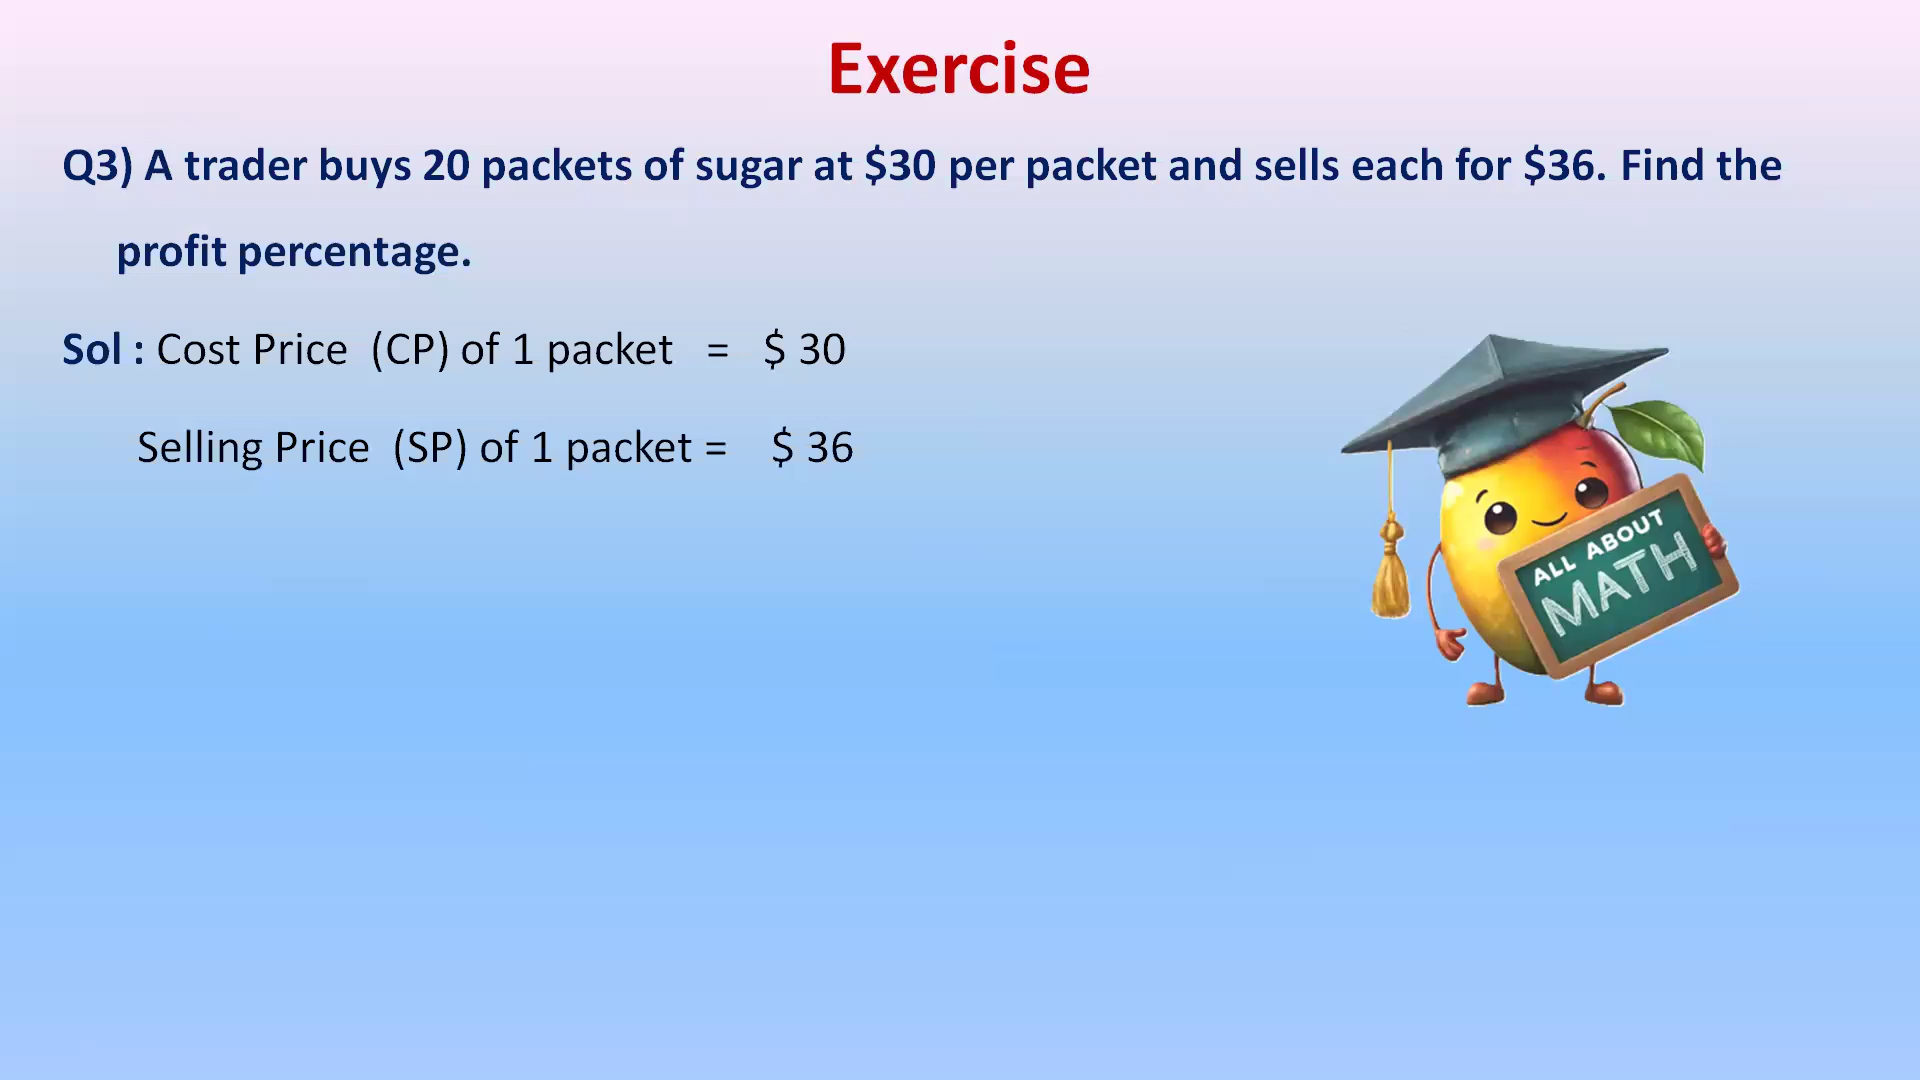 Exercise
Q3) A trader buys 20 packets of sugar at $30 per packet and sells each for $36. Find the
profit percentage.
Sol : Cost Price (CP) of 1 packet = $ 30
Selling Price (SP) of 1 packet = $ 36
ALL ABOUT
MATH